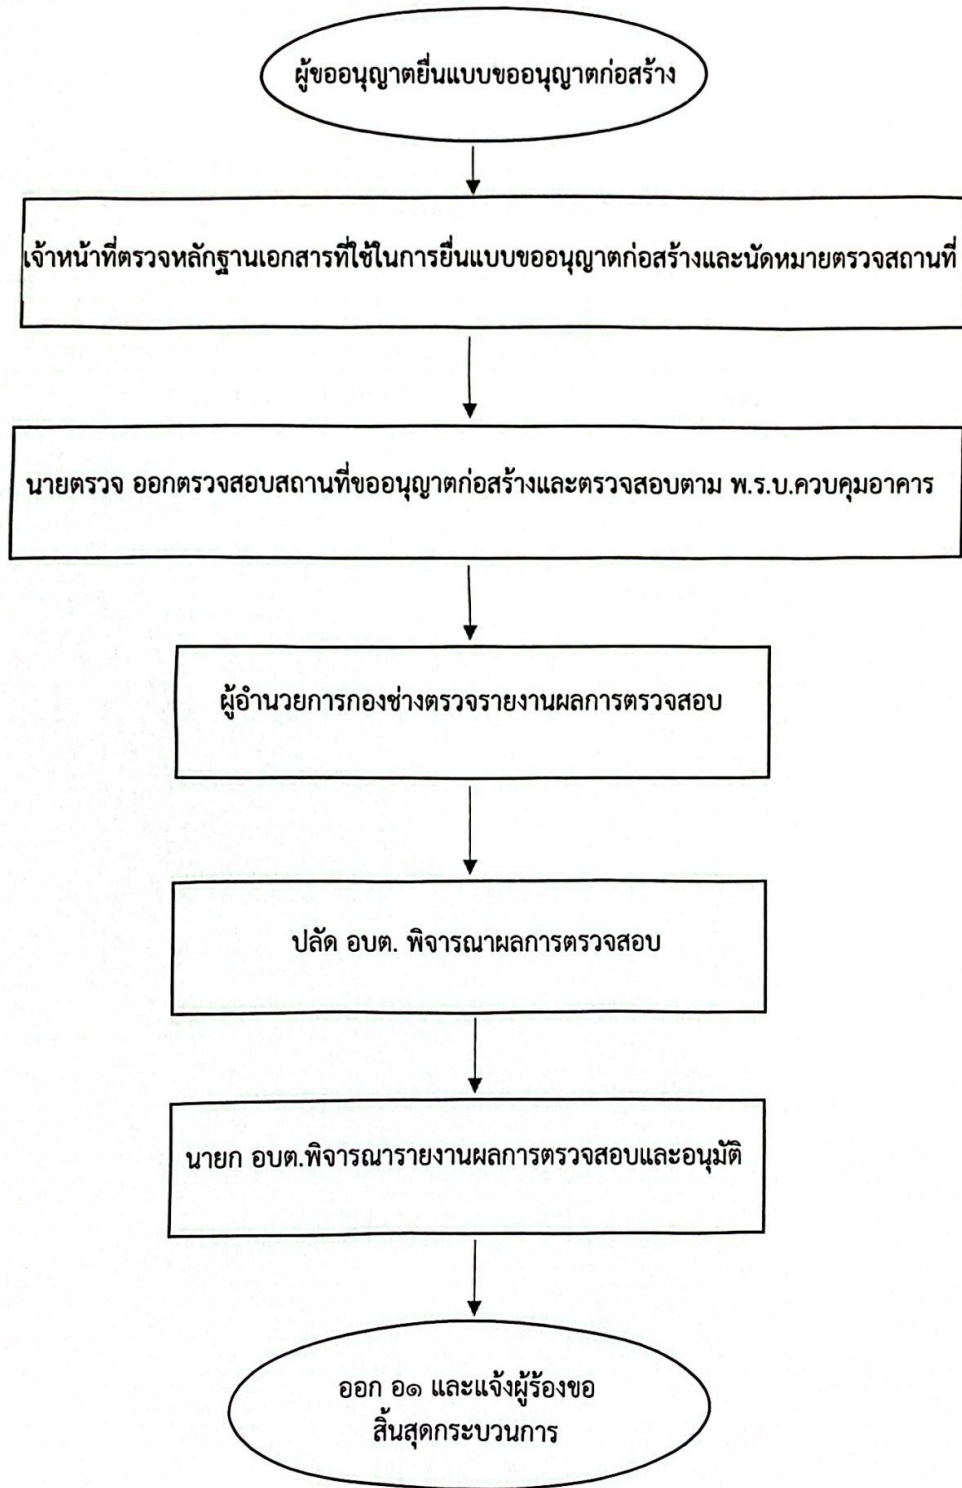 ผู้ขออนุญาตยื่นแบบขออนุญาตก่อสร้าง
เจ้าหน้าที่ตรวจหลักฐานเอกสารที่ใช้ในการยื่นแบบขออนุญาตก่อสร้างและนัดหมายตรวจสถานที่
นายตรวจ ออกตรวจสอบสถานที่ขออนุญาตก่อสร้างและตรวจสอบตาม พ.ร.บ.ควบคุมอาคาร
ผู้อำนวยการกองช่างตรวจรายงานผลการตรวจสอบ
ปลัด อบต. พิจารณาผลการตรวจสอบ
นายก อบต.พิจารณารายงานผลการตรวจสอบและอนุมัติ
ออก อ๑ และแจ้งผู้ร้องขอ
สิ้นสุดกระบวนการ